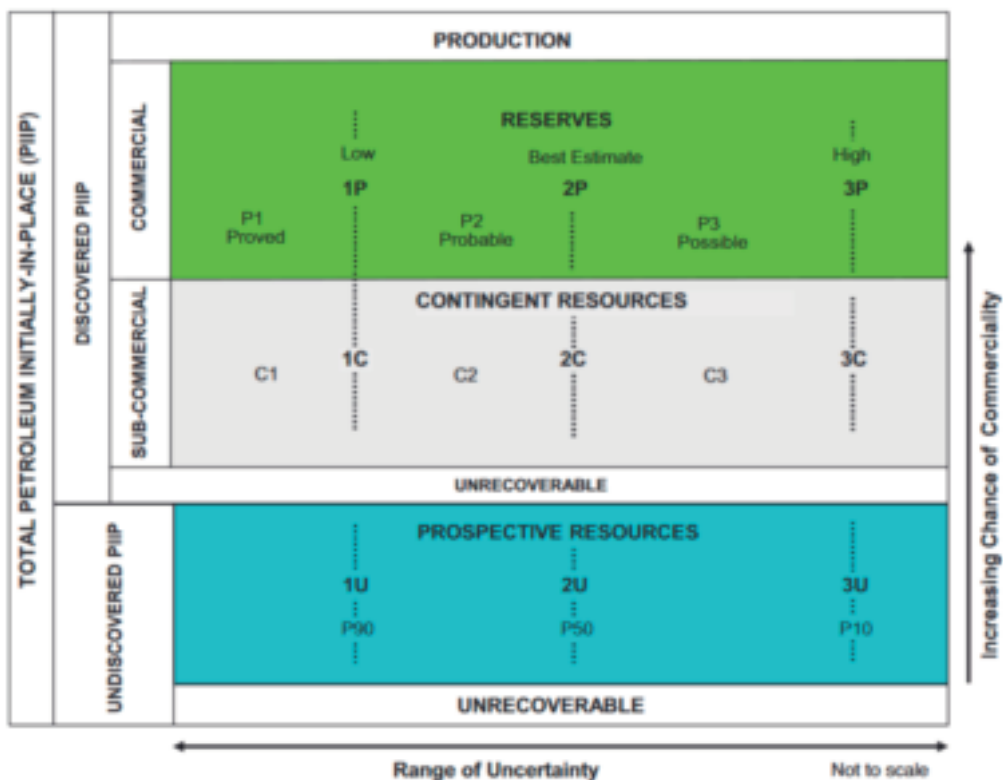 TOTAL PETROLEUM INITIALLY-IN-PLACE (PIIP)
DISCOVERED PIIP
UNDISCOVERED PIIP
COMMERCIAL
SUB-COMMERCIAL
PRODUCTION
RESERVES
Low
Best Estimate
High
1P
2P
3P
P1
Proved
P2
Probable
P3
Possible
CONTINGENT RESOURCES
1C
2C
3C
C1
C2
C3
UNRECOVERABLE
PROSPECTIVE RESOURCES
1U
2U
3U
P90
P50
P10
UNRECOVERABLE
Increasing Chance of Commerciality
Range of Uncertainty
Not to scale